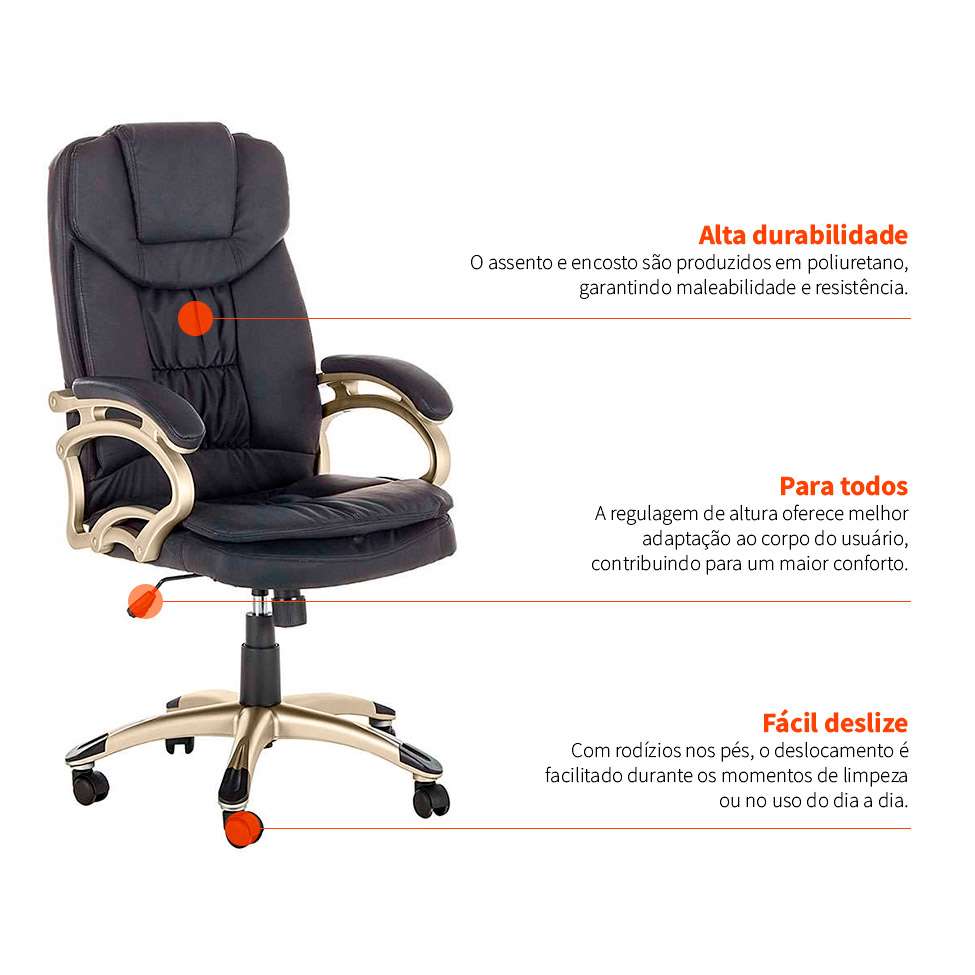 Alta durabilidade
O assento e encosto são produzidos em poliuretano,
garantindo maleabilidade e resistência.
Para todos
A regulagem de altura oferece melhor
adaptação ao corpo do usuário,
contribuindo para um maior conforto.
Fácil deslize
Com rodízios nos pés, o deslocamento é
facilitado durante os momentos de limpeza
ou no uso do dia a dia.